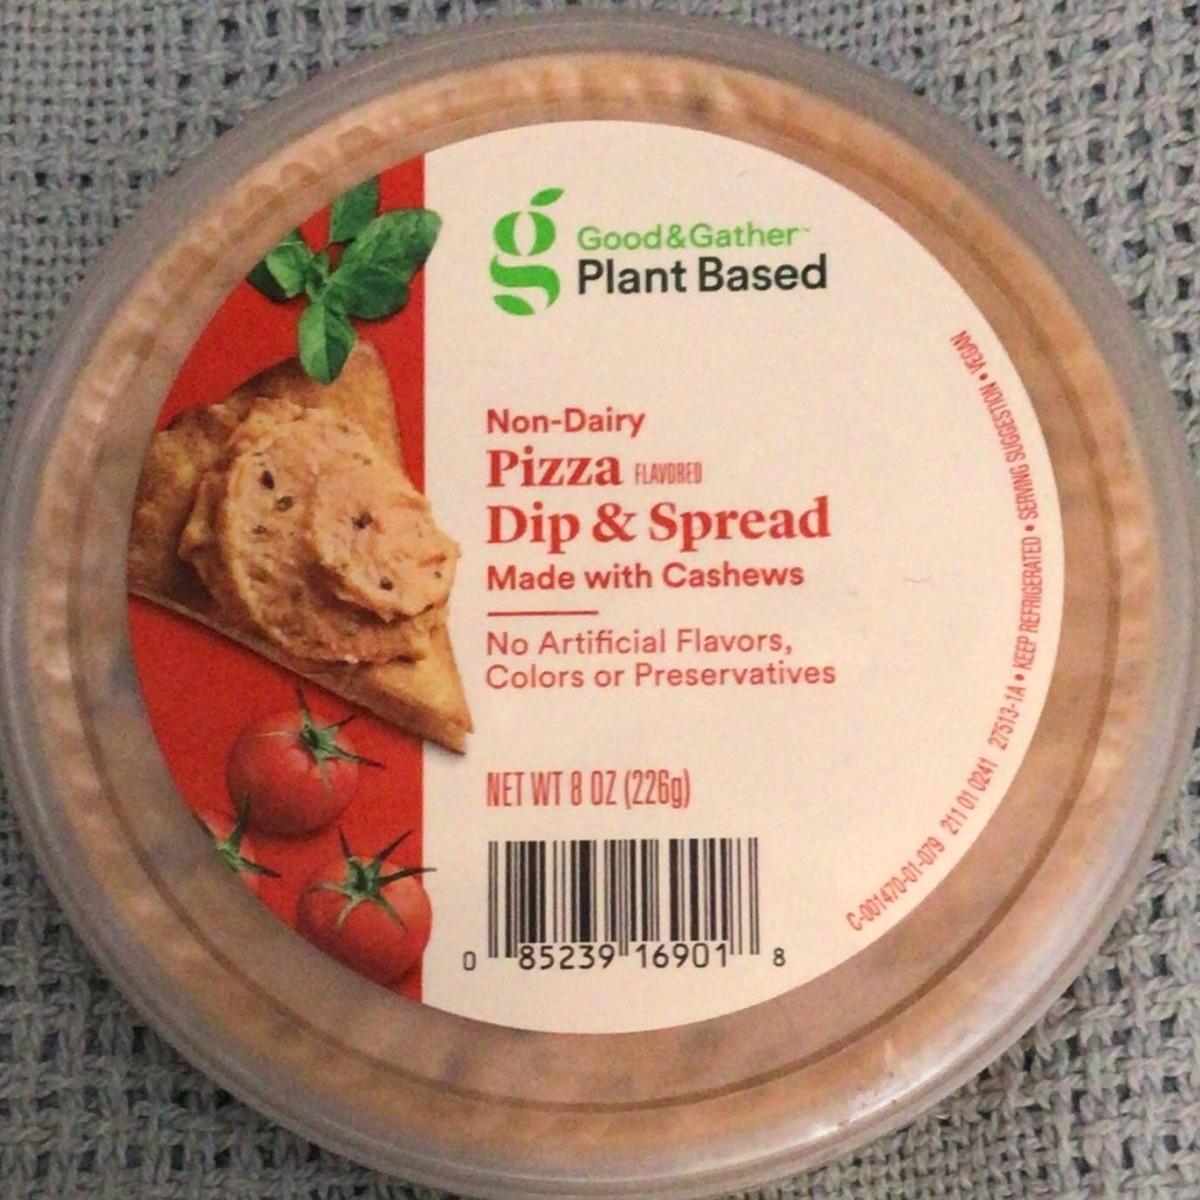 Good&Gather™
Plant Based
Non-Dairy
Pizza FLAVORED
Dip & Spread
Made with Cashews
No Artificial Flavors,
Colors or Preservatives
NET WT 8 OZ (226g)
0 85239 16901 8
C-001470-01-079 211 01 0241 27513-1A • KEEP REFRIGERATED • SERVING SUGGESTION • VEGAN